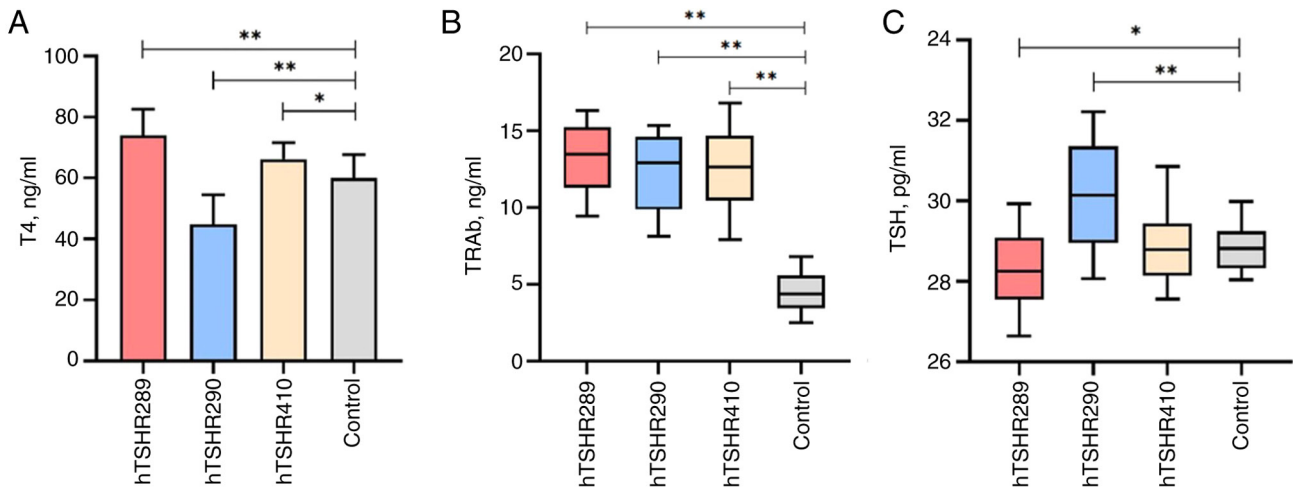 A
T4, ng/ml
100
80
60
40
20
0
**
**
*
hTSHR289
hTSHR290
hTSHR410
Control
B
TRAb, ng/ml
20
15
10
5
0
**
**
**
hTSHR289
hTSHR290
hTSHR410
Control
C
TSH, pg/ml
24
32
30
28
26
*
**
hTSHR289
hTSHR290
hTSHR410
Control